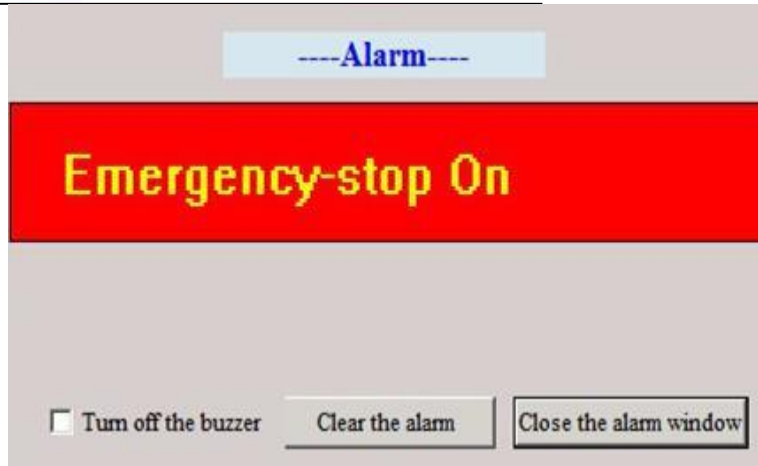 ----Alarm----
Emergency-stop On
Turn off the buzzer
Clear the alarm
Close the alarm window